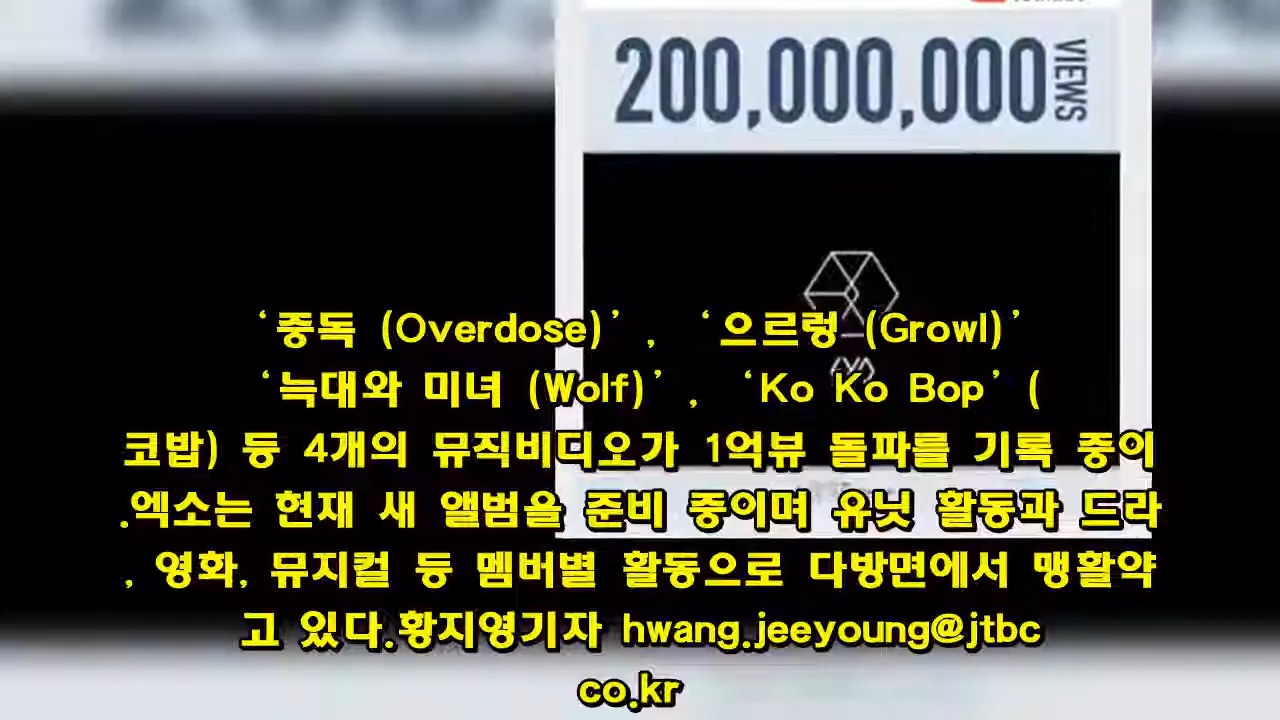 200,000,000 VIEWS
‘중독 (Overdose)’, ‘으르렁 (Growl)’
‘늑대와 미녀 (Wolf)’, ‘Ko Ko Bop’(
코밥) 등 4개의 뮤직비디오가 1억뷰 돌파를 기록 중이
.엑소는 현재 새 앨범을 준비 중이며 유닛 활동과 드라
, 영화, 뮤지컬 등 멤버별 활동으로 다방면에서 맹활약
고 있다.황지영기자 hwang.jeeyoung@jtbc
co.kr